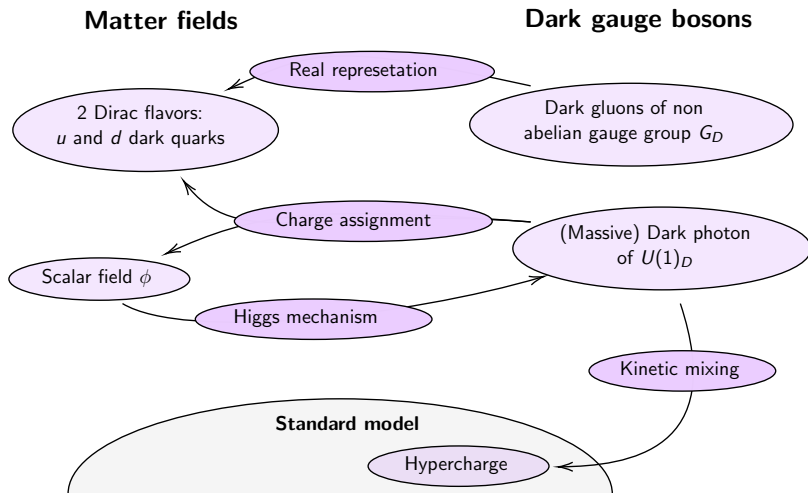 Matter fields
Dark gauge bosons
Real represetation
2 Dirac flavors:
u and d dark quarks
Dark gluons of non
abelian gauge group G_D
Charge assignment
(Massive) Dark photon
of U(1)_D
Scalar field ϕ
Higgs mechanism
Kinetic mixing
Standard model
Hypercharge